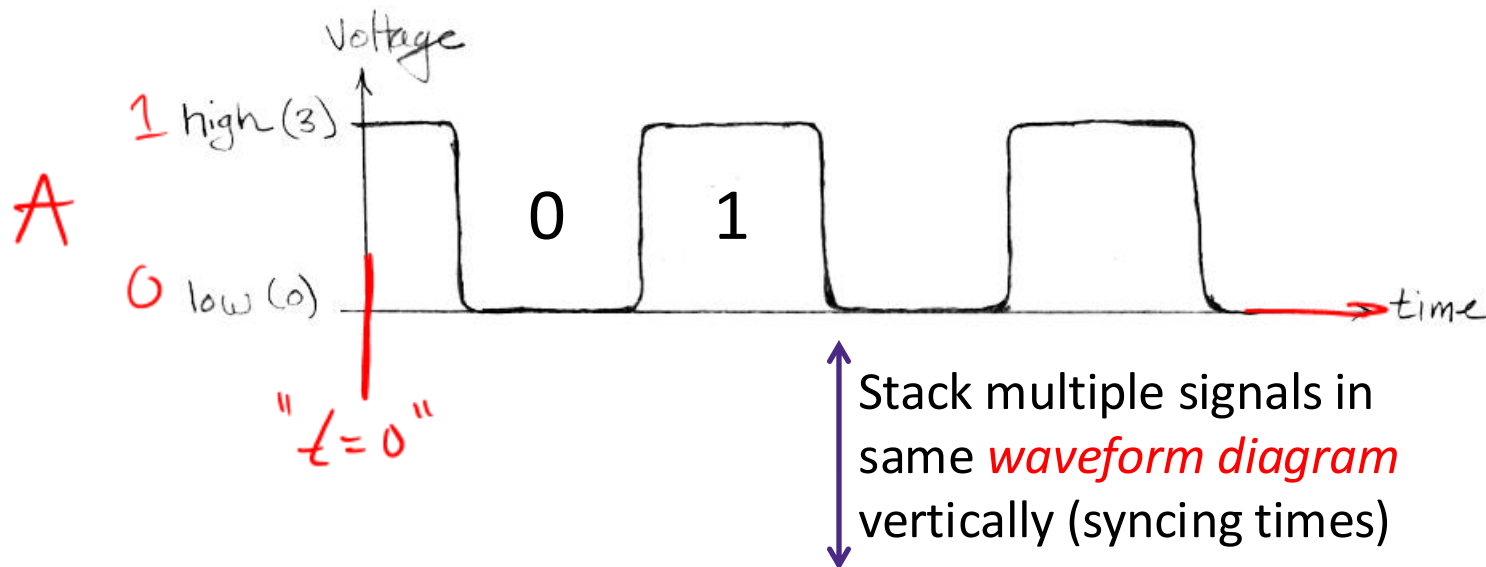 Voltage
1 high (3)
A
0 1
0 low (0)
time
"t=0"
Stack multiple signals in
same waveform diagram
vertically (syncing times)